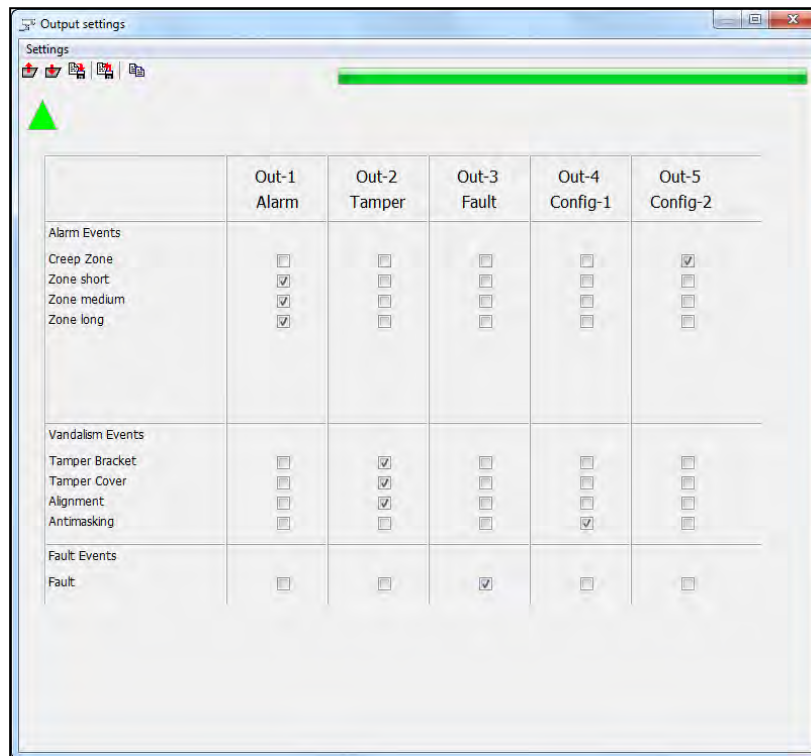 Output settings
Settings
Out-1 Out-2 Out-3 Out-4 Out-5
Alarm Tamper Fault Config-1 Config-2
Alarm Events
Creep Zone
Zone short
Zone medium
Zone long
Vandalism Events
Tamper Bracket
Tamper Cover
Alignment
Antimasking
Fault Events
Fault